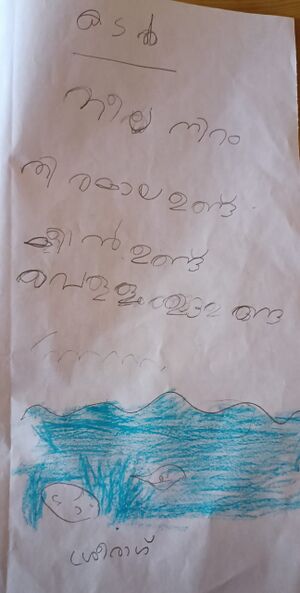 കടൽ
നീല നിറം
തിരമാല ഉണ്ട്
മീൻ ഉണ്ട്
ശ്രീരാഗ്